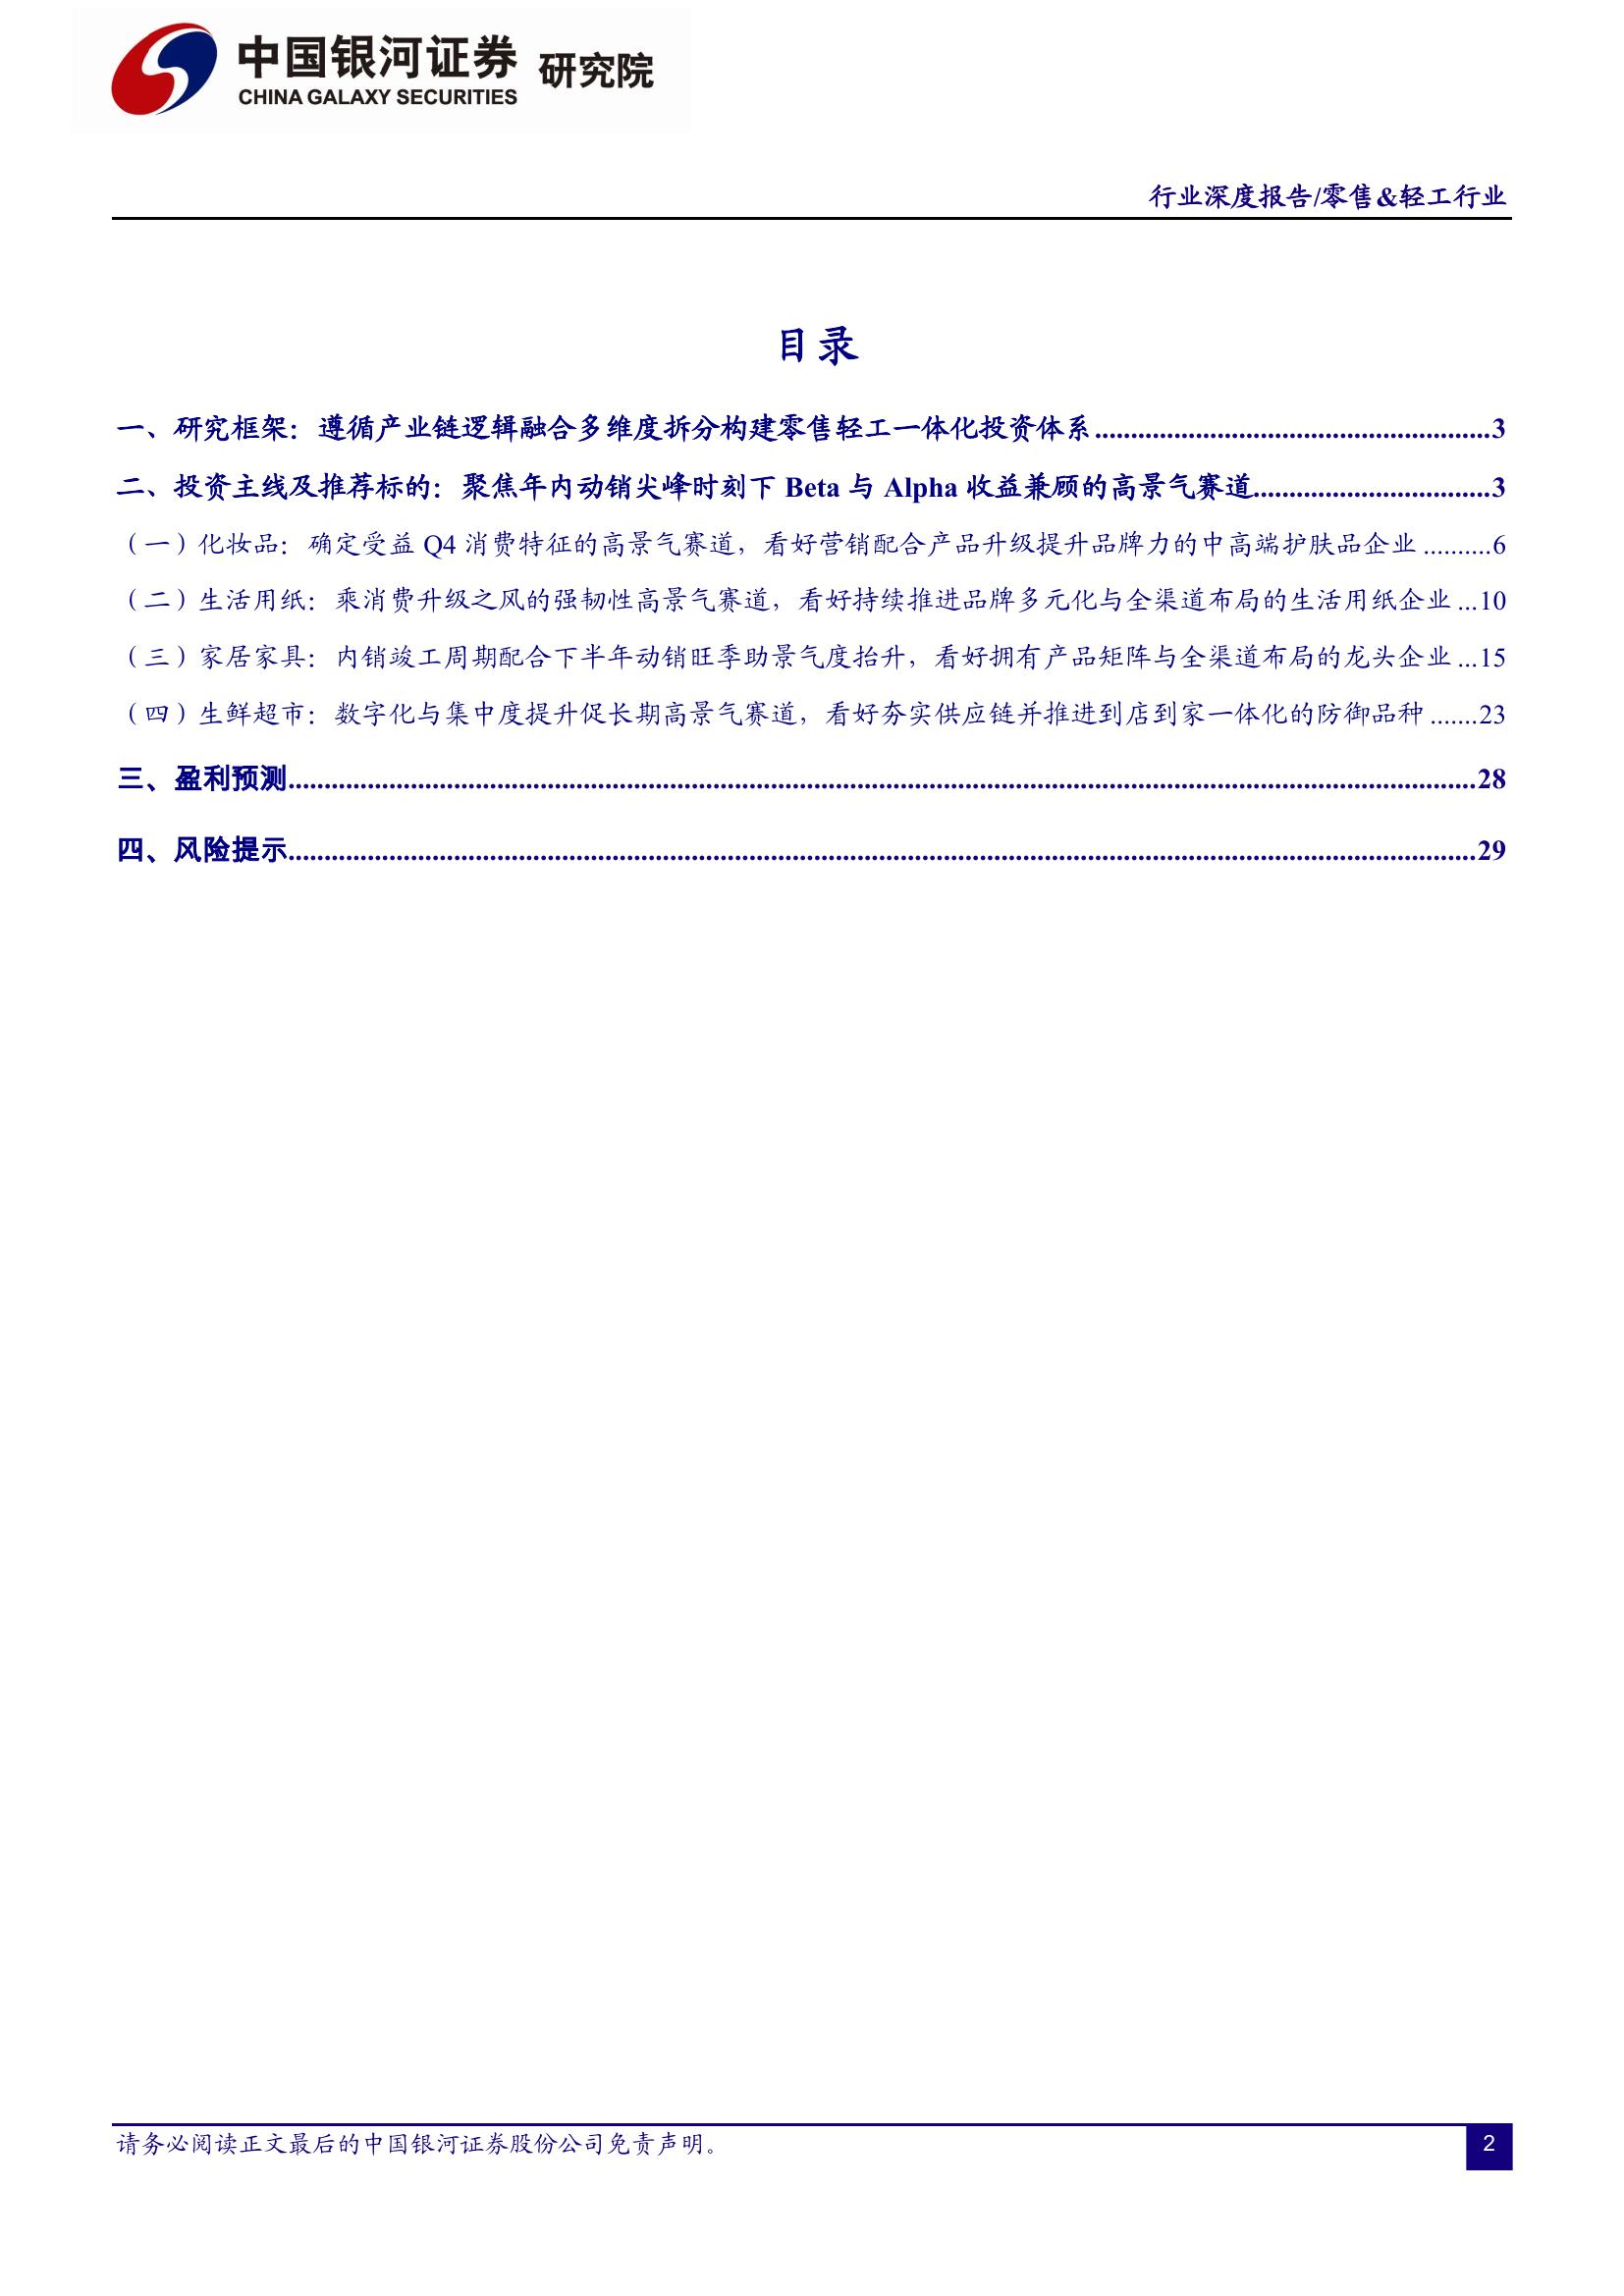 中国银河证券 研究院
CHINA GALAXY SECURITIES
行业深度报告/零售&轻工行业
目录
一、研究框架：遵循产业链逻辑融合多维度拆分构建零售轻工一体化投资体系......................................................3
二、投资主线及推荐标的：聚焦年内动销尖峰时刻下 Beta 与 Alpha 收益兼顾的高景气赛道.................................3
（一）化妆品：确定受益 Q4 消费特征的高景气赛道，看好营销配合产品升级提升品牌力的中高端护肤品企业 ..........6
（二）生活用纸：乘消费升级之风的强韧性高景气赛道，看好持续推进品牌多元化与全渠道布局的生活用纸企业 ...10
（三）家居家具：内销竣工周期配合下半年动销旺季助景气度抬升，看好拥有产品矩阵与全渠道布局的龙头企业 ...15
（四）生鲜超市：数字化与集中度提升促长期高景气赛道，看好夯实供应链并推进到店到家一体化的防御品种 .......23
三、盈利预测....................................................................................................................................................................28
四、风险提示....................................................................................................................................................................29
请务必阅读正文最后的中国银河证券股份公司免责声明。
2